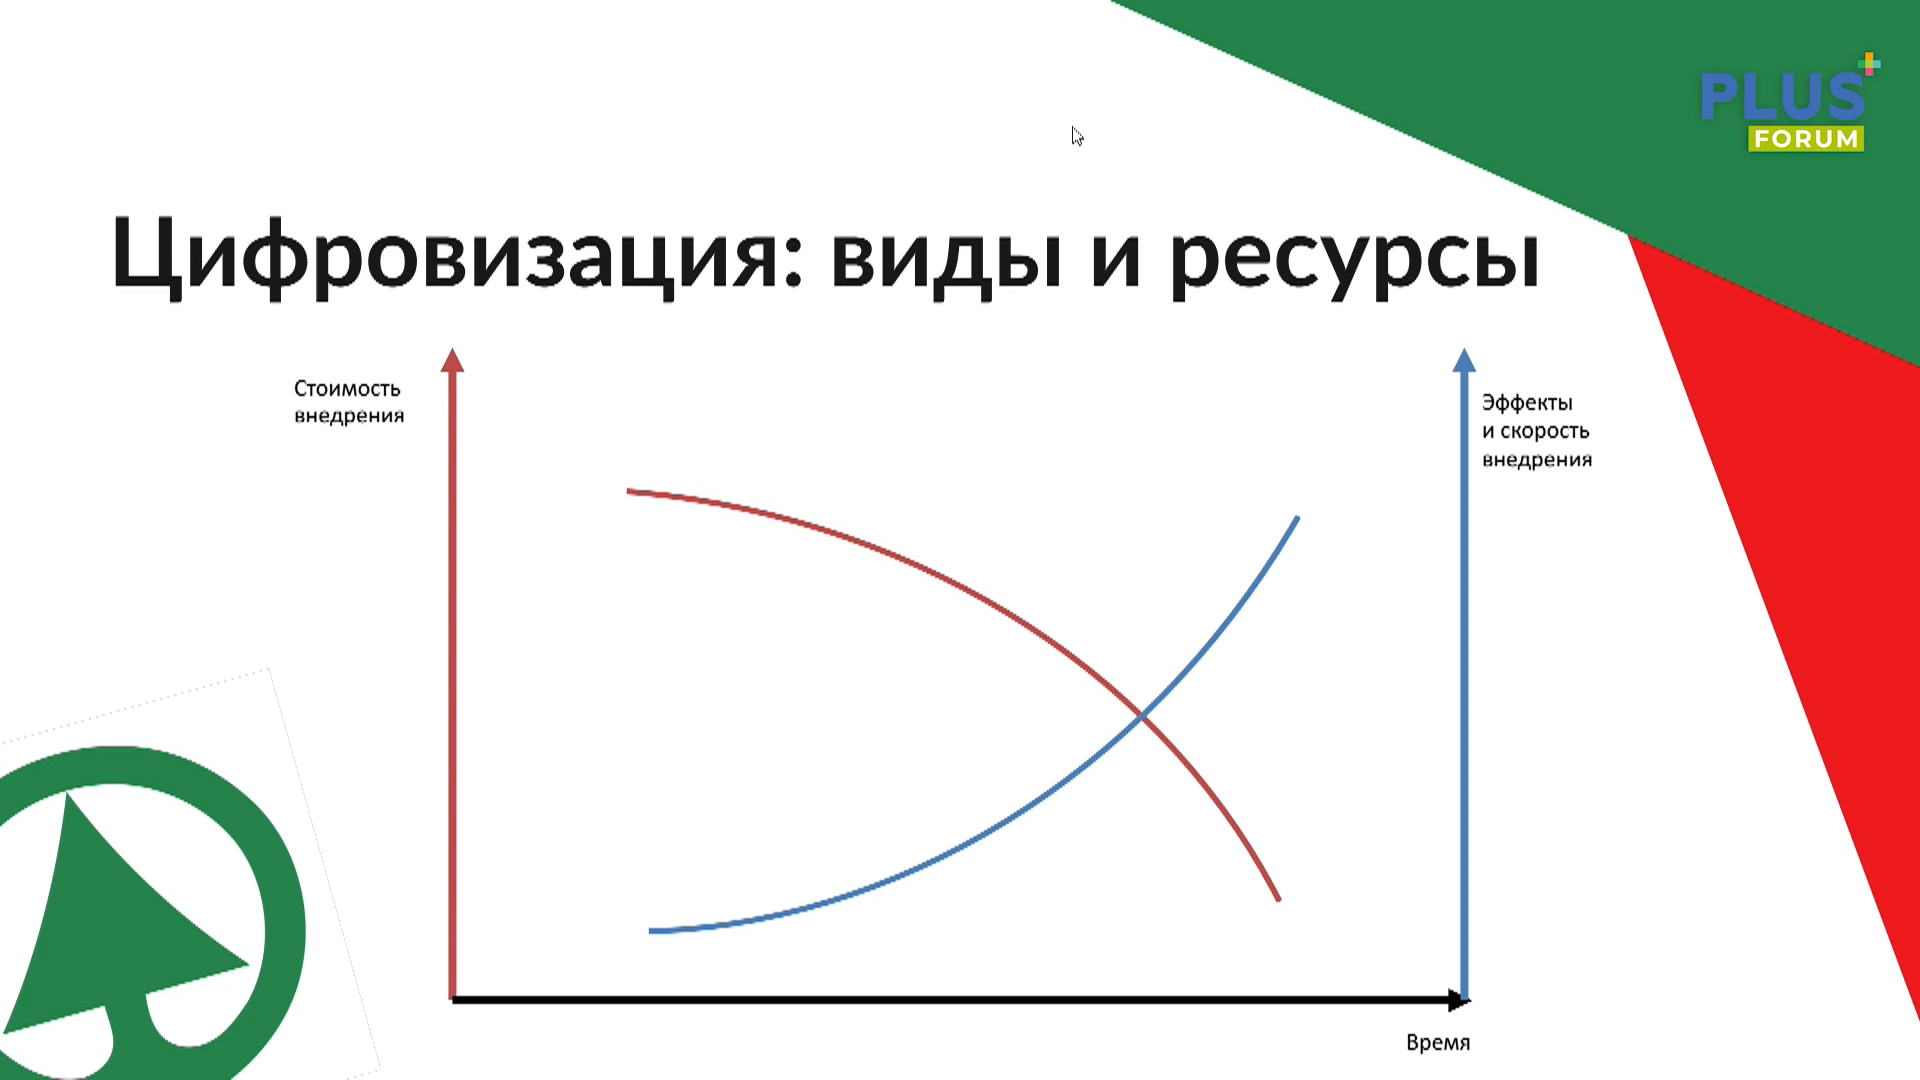 PLUS
FORUM
Цифровизация: виды и ресурсы
Стоимость
внедрения
Эффекты
и скорость
внедрения
Время